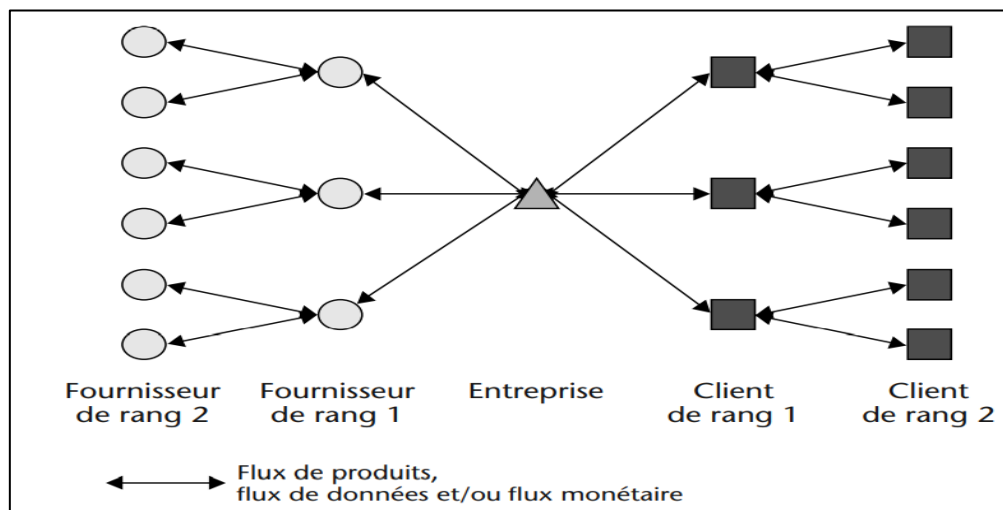 Fournisseur
de rang 2
Fournisseur
de rang 1
Entreprise
Client
de rang 1
Client
de rang 2
Flux de produits,
flux de données et/ou flux monétaire